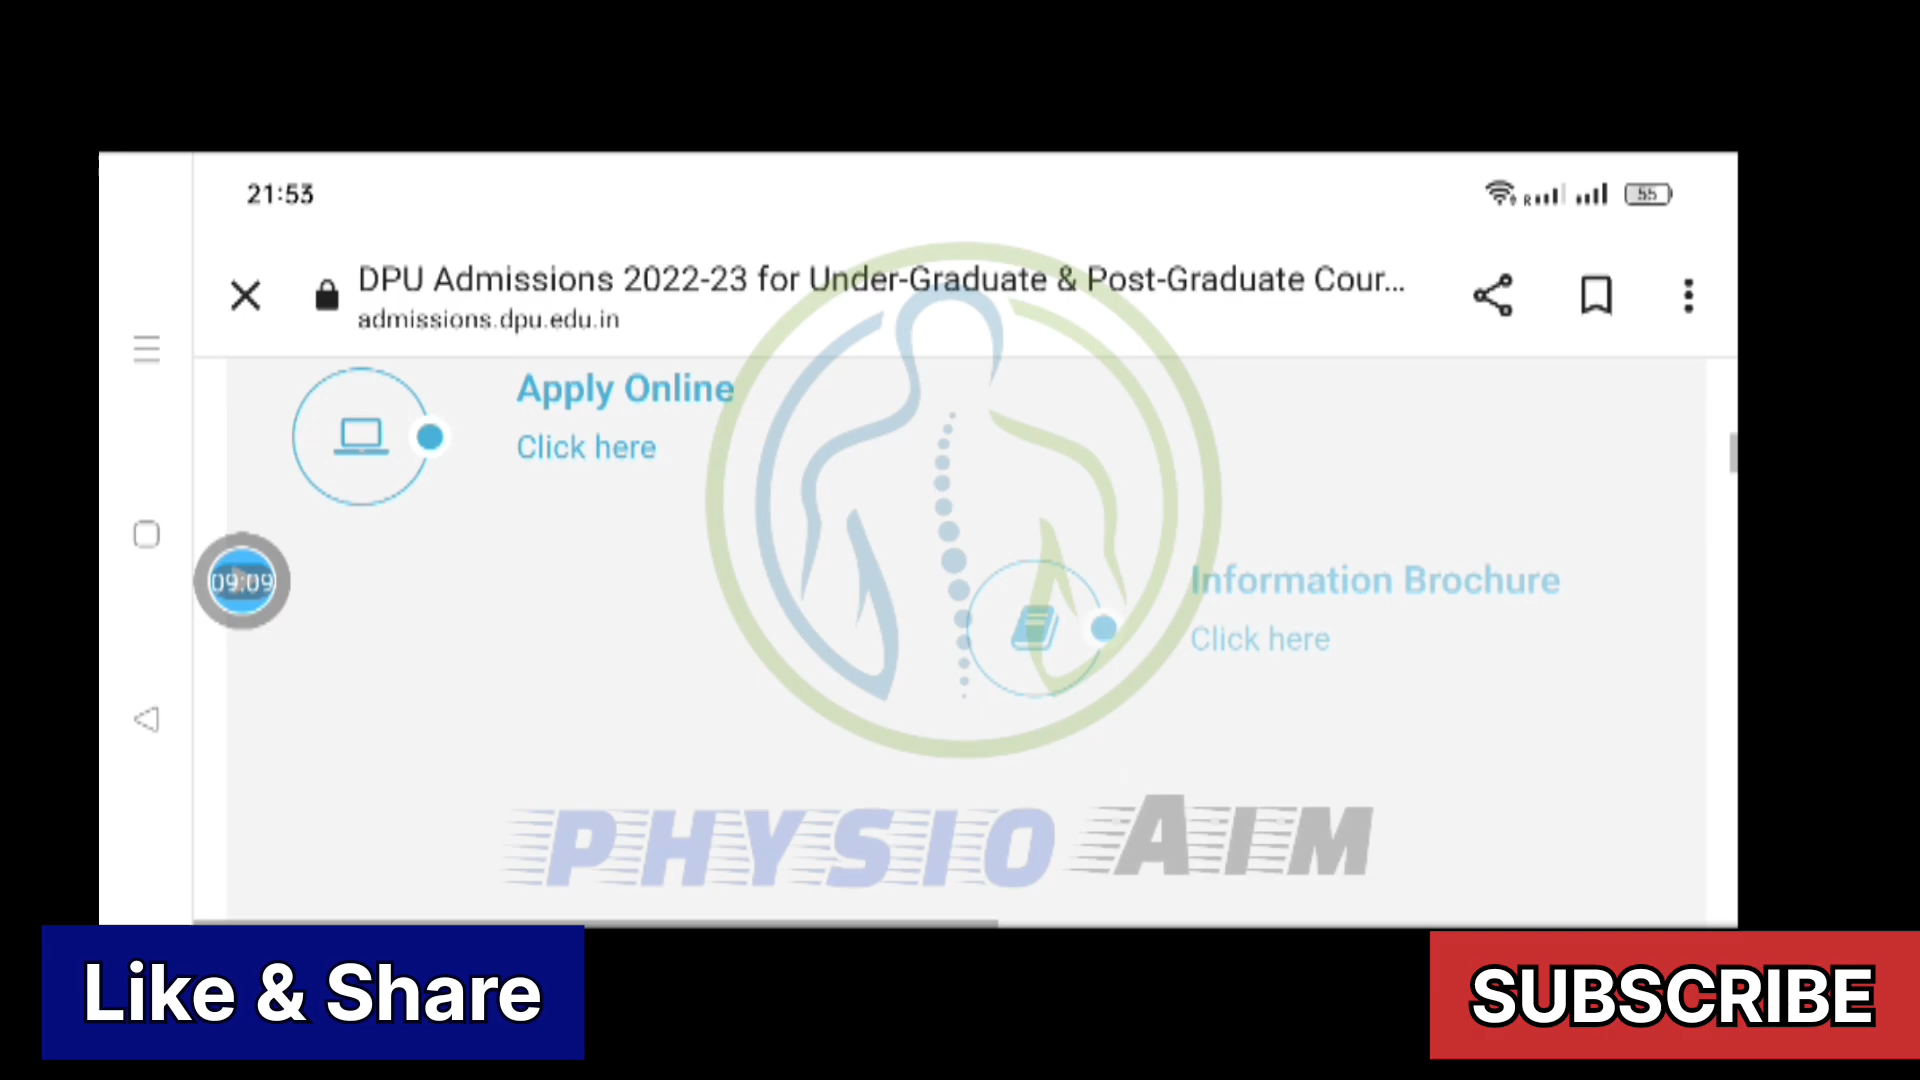 21:53
R
55
DPU Admissions 2022-23 for Under-Graduate & Post-Graduate Cour...
admissions.dpu.edu.in
Apply Online
Click here
09:09
Information Brochure
Click here
PHYSIO AIM
Like & Share
SUBSCRIBE